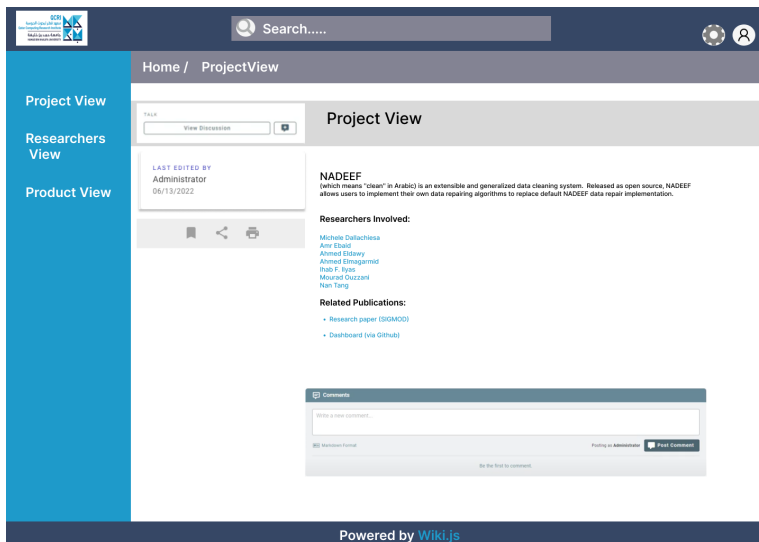 QCRI
Search.....
Home / ProjectView
Project View
Researchers
View
Product View
TALK
View Discussion
LAST EDITED BY
Administrator
06/13/2022
Project View
NADEEF
(which means "clean" in Arabic) is an extensible and generalized data cleaning system. Released as open source, NADEEF
allows users to implement their own data repairing algorithms to replace default NADEEF data repair implementation.
Researchers Involved:
Michele Dallachiesa
Amr Ebaid
Ahmed Eldawy
Ahmed Elmagarmid
Ihab F. Ilyas
Mourad Ouzzani
Nan Tang
Related Publications:
• Research paper (SIGMOD)
• Dashboard (via Github)
Comments
Write a new comment...
Markdown Format
Posting as Administrator
Post Comment
Be the first to comment.
Powered by Wiki.js